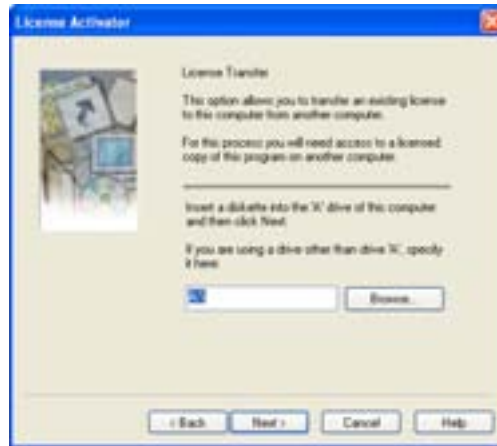 License Activator
License Transfer
This option allows you to transfer an existing license
to this computer from another computer.
For this process you will need access to a licensed
copy of this program on another computer.
Insert a diskette into the 'A' drive of this computer
and then click Next.
If you are using a drive other than drive 'A', specify
it here:
Browse...
< Back
Next >
Cancel
Help